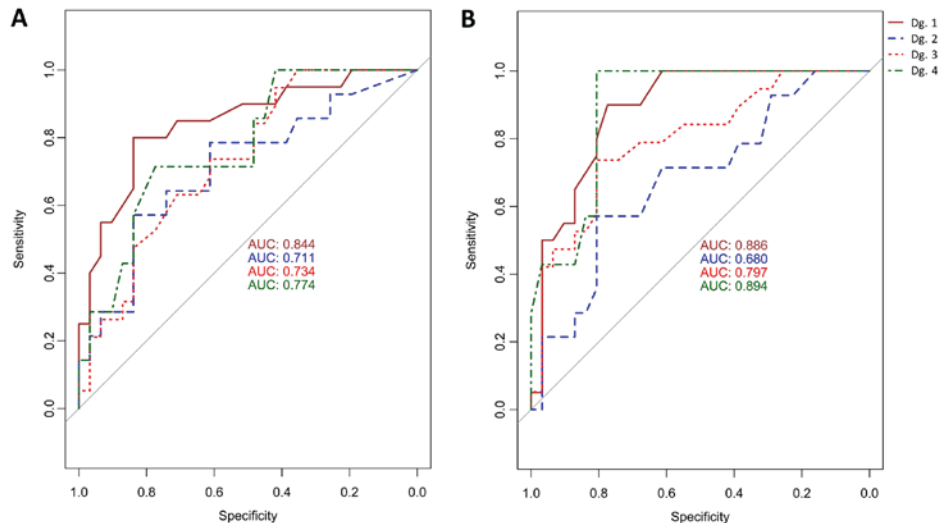 A
1.0
0.8
0.6
0.4
0.2
0.0
Sensitivity
AUC: 0.844
AUC: 0.711
AUC: 0.734
AUC: 0.774
1.0 0.8 0.6 0.4 0.2 0.0
Specificity
B
1.0
0.8
0.6
0.4
0.2
0.0
Sensitivity
AUC: 0.886
AUC: 0.680
AUC: 0.797
AUC: 0.894
1.0 0.8 0.6 0.4 0.2 0.0
Specificity
Dg. 1
Dg. 2
Dg. 3
Dg. 4